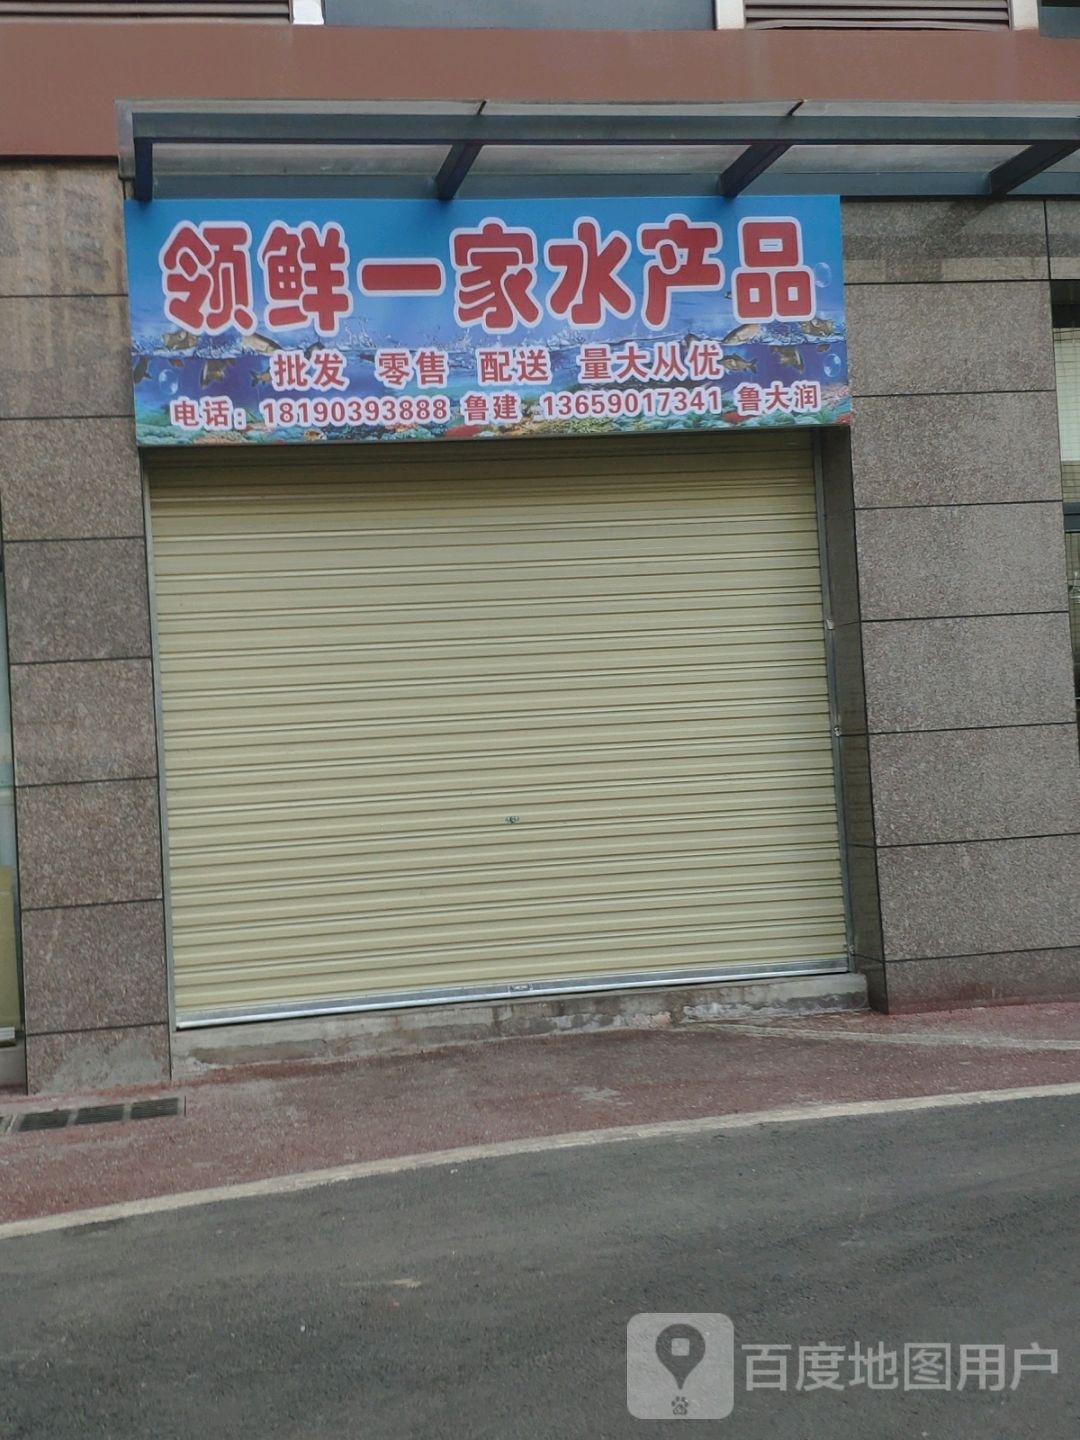 领鲜一家水产品
批发 零售 配送 量大从优
电话：18190393888 鲁建 13659017341 鲁大润
百度地图用户